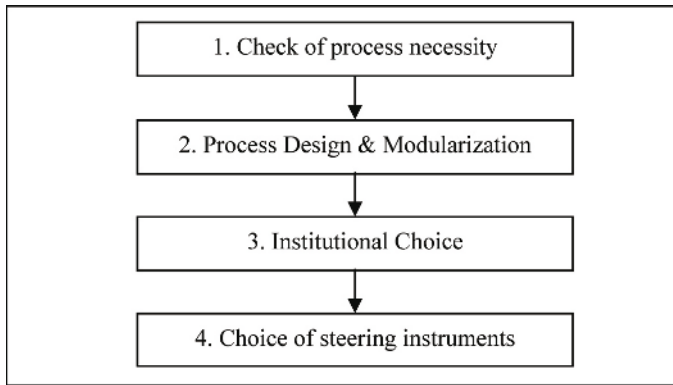 1. Check of process necessity
2. Process Design & Modularization
3. Institutional Choice
4. Choice of steering instruments